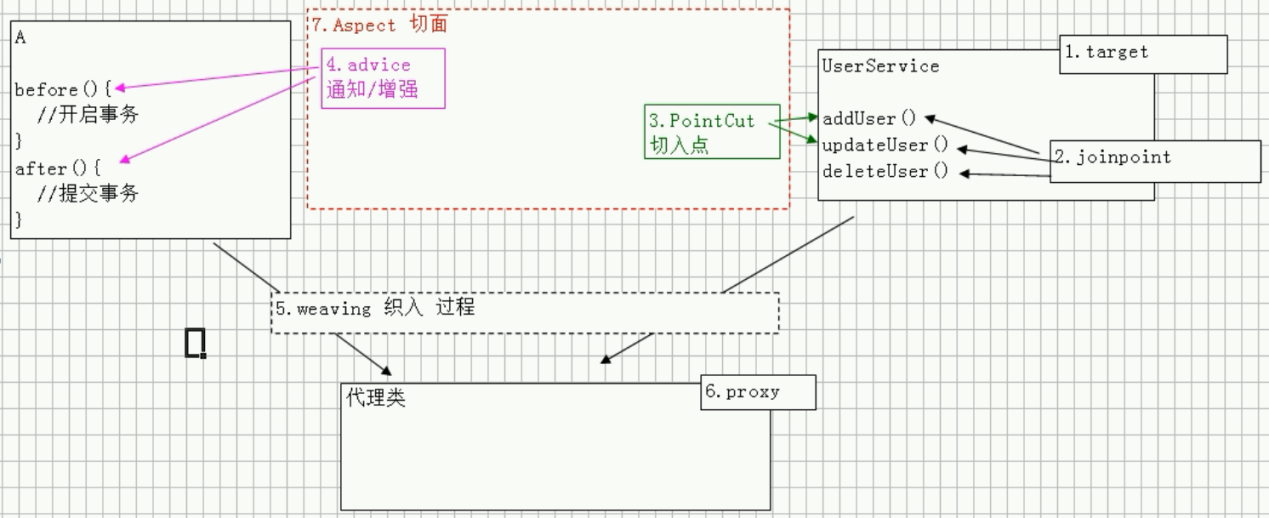 A
before(){
//开启事务
}
after(){
//提交事务
}
7.Aspect 切面
4.advice
通知/增强
3.PointCut
切入点
1.target
UserService
addUser()
updateUser()
deleteUser()
2.joinpoint
5.weaving 织入 过程
代理类
6.proxy